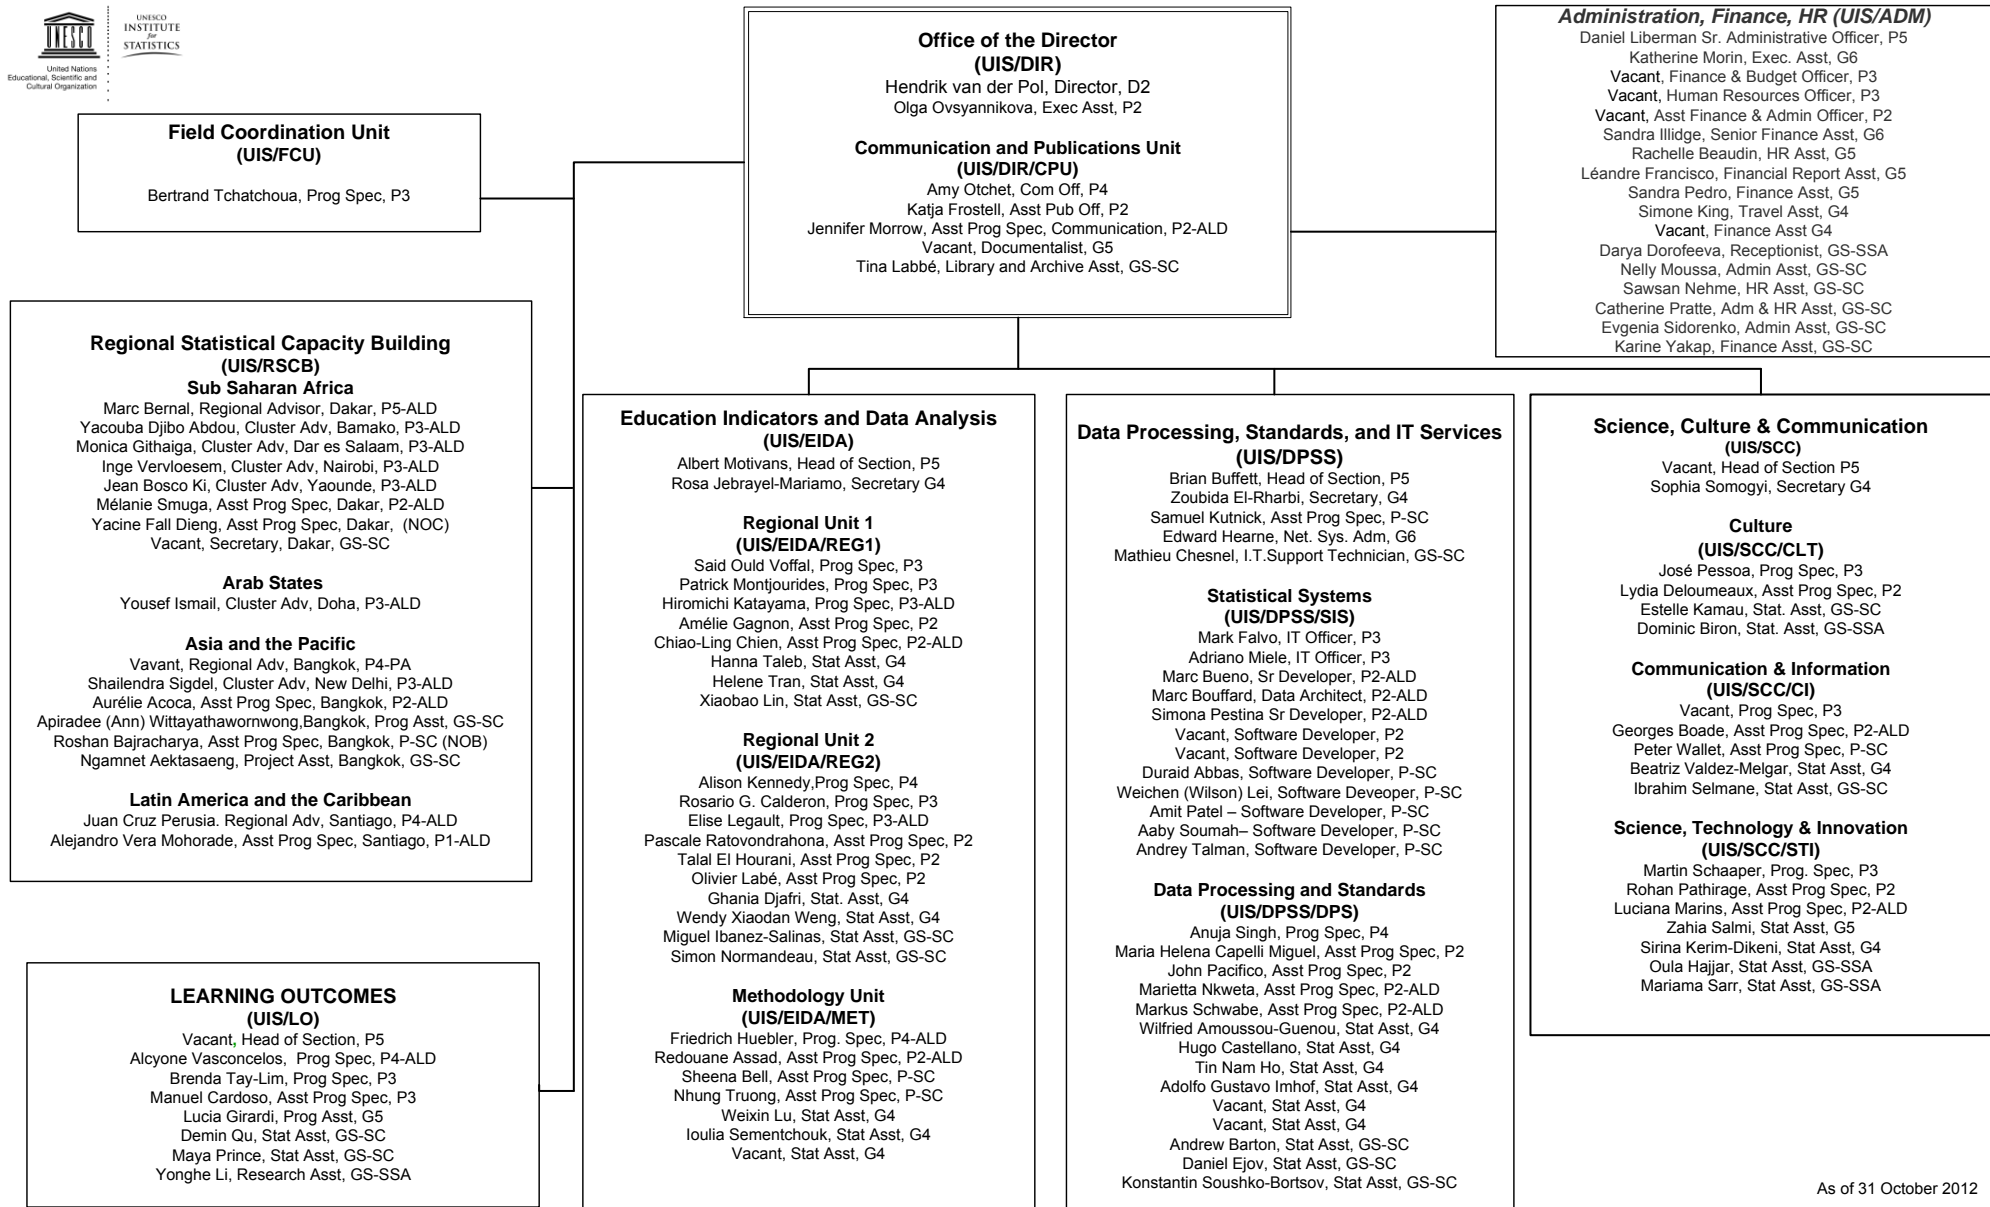 UNESCO
INSTITUTE
for
STATISTICS
UNESCO
United Nations
Educational, Scientific and
Cultural Organization
Office of the Director
(UIS/DIR)
Hendrik van der Pol, Director, D2
Olga Ovsyannikova, Exec Asst, P2
Communication and Publications Unit
(UIS/DIR/CPU)
Amy Otchet, Com Off, P4
Katja Frostell, Asst Pub Off, P2
Jennifer Morrow, Asst Prog Spec, Communication, P2-ALD
Vacant, Documentalist, G5
Tina Labbé, Library and Archive Asst, GS-SC
Administration, Finance, HR (UIS/ADM)
Daniel Liberman Sr. Administrative Officer, P5
Katherine Morin, Exec. Asst, G6
Vacant, Finance & Budget Officer, P3
Vacant, Human Resources Officer, P3
Vacant, Asst Finance & Admin Officer, P2
Sandra Illidge, Senior Finance Asst, G6
Rachelle Beaudin, HR Asst, G5
Léandre Francisco, Financial Report Asst, G5
Sandra Pedro, Finance Asst, G5
Simone King, Travel Asst, G4
Vacant, Finance Asst G4
Darya Dorofeeva, Receptionist, GS-SSA
Nelly Moussa, Admin Asst, GS-SC
Sawsan Nehme, HR Asst, GS-SC
Catherine Pratte, Adm & HR Asst, GS-SC
Evgenia Sidorenko, Admin Asst, GS-SC
Karine Yakap, Finance Asst, GS-SC
Field Coordination Unit
(UIS/FCU)
Bertrand Tchatchoua, Prog Spec, P3
Regional Statistical Capacity Building
(UIS/RSCB)
Sub Saharan Africa
Marc Bernal, Regional Advisor, Dakar, P5-ALD
Yacouba Djibo Abdou, Cluster Adv, Bamako, P3-ALD
Monica Githaiga, Cluster Adv, Dar es Salaam, P3-ALD
Inge Vervloesem, Cluster Adv, Nairobi, P3-ALD
Jean Bosco Ki, Cluster Adv, Yaounde, P3-ALD
Mélanie Smuga, Asst Prog Spec, Dakar, P2-ALD
Yacine Fall Dieng, Asst Prog Spec, Dakar, (NOC)
Vacant, Secretary, Dakar, GS-SC
Arab States
Yousef Ismail, Cluster Adv, Doha, P3-ALD
Asia and the Pacific
Vavant, Regional Adv, Bangkok, P4-PA
Shailendra Sigdel, Cluster Adv, New Delhi, P3-ALD
Aurélie Acoca, Asst Prog Spec, Bangkok, P2-ALD
Apiradee (Ann) Wittayathawornwong,Bangkok, Prog Asst, GS-SC
Roshan Bajracharya, Asst Prog Spec, Bangkok, P-SC (NOB)
Ngamnet Aektasaeng, Project Asst, Bangkok, GS-SC
Latin America and the Caribbean
Juan Cruz Perusia. Regional Adv, Santiago, P4-ALD
Alejandro Vera Mohorade, Asst Prog Spec, Santiago, P1-ALD
LEARNING OUTCOMES
(UIS/LO)
Vacant, Head of Section, P5
Alcyone Vasconcelos, Prog Spec, P4-ALD
Brenda Tay-Lim, Prog Spec, P3
Manuel Cardoso, Asst Prog Spec, P3
Lucia Girardi, Prog Asst, G5
Demin Qu, Stat Asst, GS-SC
Maya Prince, Stat Asst, GS-SC
Yonghe Li, Research Asst, GS-SSA
Education Indicators and Data Analysis
(UIS/EIDA)
Albert Motivans, Head of Section, P5
Rosa Jebrayel-Mariamo, Secretary G4
Regional Unit 1
(UIS/EIDA/REG1)
Said Ould Voffal, Prog Spec, P3
Patrick Montjourides, Prog Spec, P3
Hiromichi Katayama, Prog Spec, P3-ALD
Amélie Gagnon, Asst Prog Spec, P2
Chiao-Ling Chien, Asst Prog Spec, P2-ALD
Hanna Taleb, Stat Asst, G4
Helene Tran, Stat Asst, G4
Xiaobao Lin, Stat Asst, GS-SC
Regional Unit 2
(UIS/EIDA/REG2)
Alison Kennedy,Prog Spec, P4
Rosario G. Calderon, Prog Spec, P3
Elise Legault, Prog Spec, P3-ALD
Pascale Ratovondrahona, Asst Prog Spec, P2
Talal El Hourani, Asst Prog Spec, P2
Olivier Labé, Asst Prog Spec, P2
Ghania Djafri, Stat. Asst, G4
Wendy Xiaodan Weng, Stat Asst, G4
Miguel Ibanez-Salinas, Stat Asst, GS-SC
Simon Normandeau, Stat Asst, GS-SC
Methodology Unit
(UIS/EIDA/MET)
Friedrich Huebler, Prog. Spec, P4-ALD
Redouane Assad, Asst Prog Spec, P2-ALD
Sheena Bell, Asst Prog Spec, P-SC
Nhung Truong, Asst Prog Spec, P-SC
Weixin Lu, Stat Asst, G4
Ioulia Sementchouk, Stat Asst, G4
Vacant, Stat Asst, G4
Data Processing, Standards, and IT Services
(UIS/DPSS)
Brian Buffett, Head of Section, P5
Zoubida El-Rharbi, Secretary, G4
Samuel Kutnick, Asst Prog Spec, P-SC
Edward Hearne, Net. Sys. Adm, G6
Mathieu Chesnel, I.T.Support Technician, GS-SC
Statistical Systems
(UIS/DPSS/SIS)
Mark Falvo, IT Officer, P3
Adriano Miele, IT Officer, P3
Marc Bueno, Sr Developer, P2-ALD
Marc Bouffard, Data Architect, P2-ALD
Simona Pestina Sr Developer, P2-ALD
Vacant, Software Developer, P2
Vacant, Software Developer, P2
Duraid Abbas, Software Developer, P-SC
Weichen (Wilson) Lei, Software Deveoper, P-SC
Amit Patel – Software Developer, P-SC
Aaby Soumah– Software Developer, P-SC
Andrey Talman, Software Developer, P-SC
Data Processing and Standards
(UIS/DPSS/DPS)
Anuja Singh, Prog Spec, P4
Maria Helena Capelli Miguel, Asst Prog Spec, P2
John Pacifico, Asst Prog Spec, P2
Marietta Nkweta, Asst Prog Spec, P2-ALD
Markus Schwabe, Asst Prog Spec, P2-ALD
Wilfried Amoussou-Guenou, Stat Asst, G4
Hugo Castellano, Stat Asst, G4
Tin Nam Ho, Stat Asst, G4
Adolfo Gustavo Imhof, Stat Asst, G4
Vacant, Stat Asst, G4
Vacant, Stat Asst, G4
Andrew Barton, Stat Asst, GS-SC
Daniel Ejov, Stat Asst, GS-SC
Konstantin Soushko-Bortsov, Stat Asst, GS-SC
Science, Culture & Communication
(UIS/SCC)
Vacant, Head of Section P5
Sophia Somogyi, Secretary G4
Culture
(UIS/SCC/CLT)
José Pessoa, Prog Spec, P3
Lydia Deloumeaux, Asst Prog Spec, P2
Estelle Kamau, Stat. Asst, GS-SC
Dominic Biron, Stat. Asst, GS-SSA
Communication & Information
(UIS/SCC/CI)
Vacant, Prog Spec, P3
Georges Boade, Asst Prog Spec, P2-ALD
Peter Wallet, Asst Prog Spec, P-SC
Beatriz Valdez-Melgar, Stat Asst, G4
Ibrahim Selmane, Stat Asst, GS-SC
Science, Technology & Innovation
(UIS/SCC/STI)
Martin Schaaper, Prog. Spec, P3
Rohan Pathirage, Asst Prog Spec, P2
Luciana Marins, Asst Prog Spec, P2-ALD
Zahia Salmi, Stat Asst, G5
Sirina Kerim-Dikeni, Stat Asst, G4
Oula Hajjar, Stat Asst, GS-SSA
Mariama Sarr, Stat Asst, GS-SSA
As of 31 October 2012